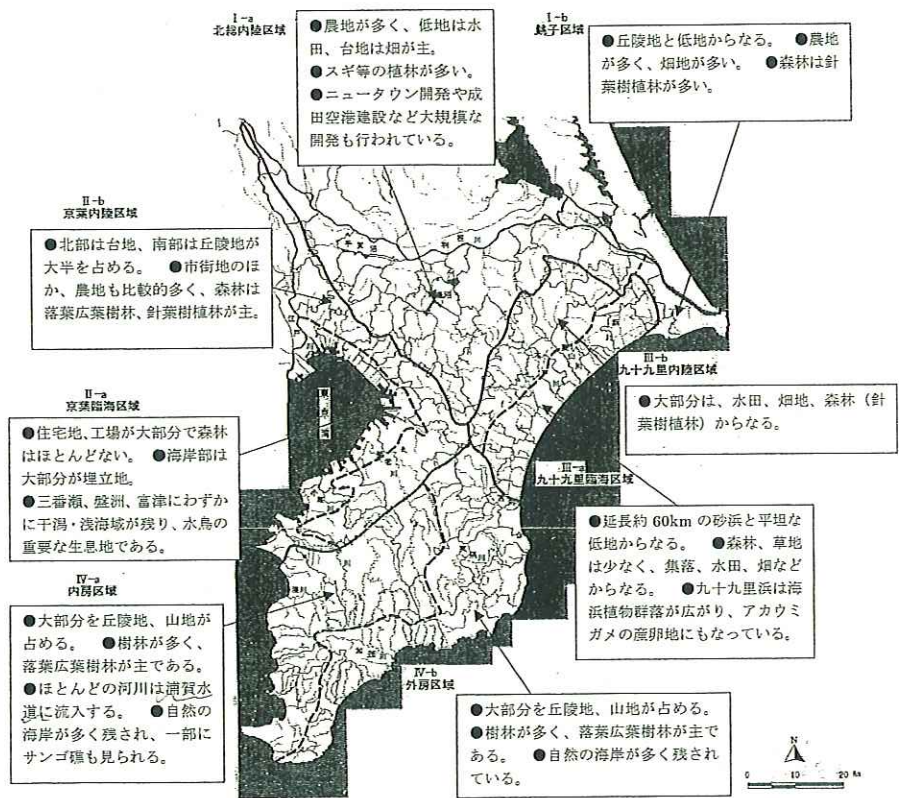 Ⅰ-a
北総内陸区域
●農地が多く、低地は水
田、台地は畑が主。
●スギ等の植林が多い。
●ニュータウン開発や成
田空港建設など大規模な
開発も行われている。
Ⅰ-b
銚子区域
●丘陵地と低地からなる。 ●農地
が多く、畑地が多い。 ●森林は針
葉樹植林が多い。
Ⅱ-b
京葉内陸区域
●北部は台地、南部は丘陵地が
大半を占める。 ●市街地のほ
か、農地も比較的多く、森林は
落葉広葉樹林、針葉樹植林が主。
手賀沼
利根川
東京湾
Ⅲ-b
九十九里内陸区域
●大部分は、水田、畑地、森林（針
葉樹植林）からなる。
Ⅱ-a
京葉臨海区域
●住宅地、工場が大部分で森林
はほとんどない。 ●海岸部は
大部分が埋立地。
●三番瀬、盤洲、富津にわずか
に干潟・浅海域が残り、水鳥の
重要な生息地である。
Ⅲ-a
九十九里臨海区域
●延長約 60km の砂浜と平坦な
低地からなる。 ●森林、草地
は少なく、集落、水田、畑など
からなる。 ●九十九里浜は海
浜植物群落が広がり、アカウミ
ガメの産卵地にもなっている。
Ⅳ-a
内房区域
●大部分を丘陵地、山地が
占める。 ●樹林が多く、
落葉広葉樹林が主である。
●ほとんどの河川は浦賀水
道に流入する。 ●自然の
海岸が多く残され、一部に
サンゴ礁も見られる。
Ⅳ-b
外房区域
●大部分を丘陵地、山地が占める。
●樹林が多く、落葉広葉樹林が主で
ある。 ●自然の海岸が多く残され
ている。
N
0 10 20 Km